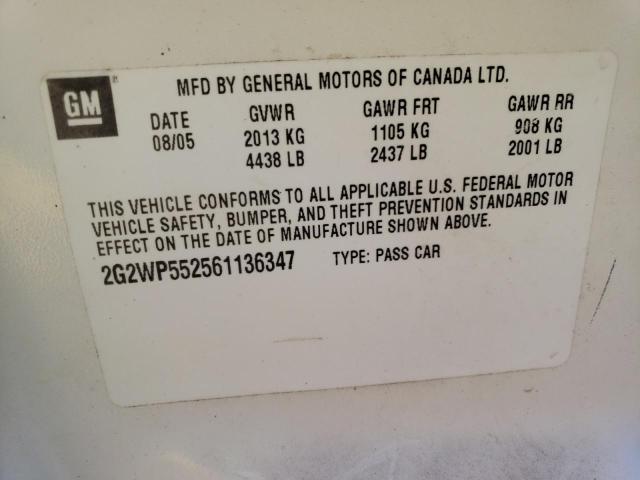 GM
MFD BY GENERAL MOTORS OF CANADA LTD.
DATE GVWR GAWR FRT GAWR RR
08/05 2013 KG 1105 KG 908 KG
4438 LB 2437 LB 2001 LB
THIS VEHICLE CONFORMS TO ALL APPLICABLE U.S. FEDERAL MOTOR
VEHICLE SAFETY, BUMPER, AND THEFT PREVENTION STANDARDS IN
EFFECT ON THE DATE OF MANUFACTURE SHOWN ABOVE.
2G2WP552561136347 TYPE: PASS CAR